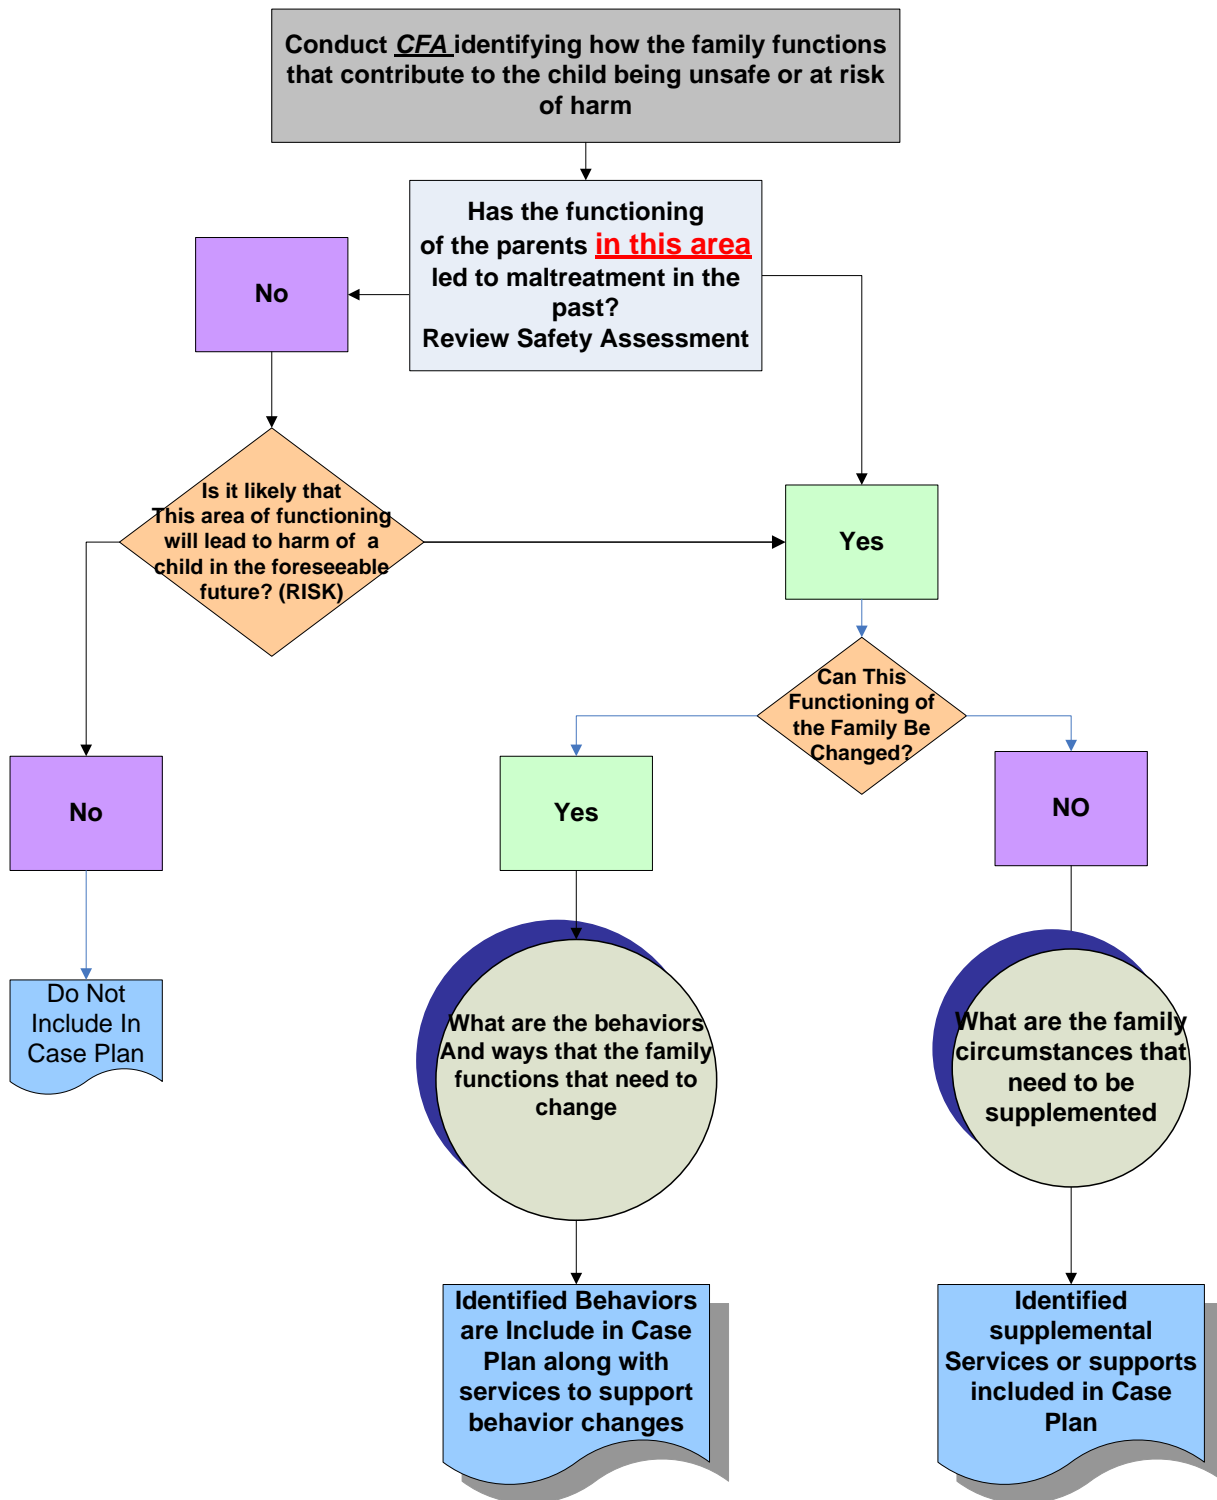 Conduct CFA identifying how the family functions
that contribute to the child being unsafe or at risk
of harm
Has the functioning
of the parents in this area
led to maltreatment in the
past?
Review Safety Assessment
No
Is it likely that
This area of functioning
will lead to harm of a
child in the foreseeable
future? (RISK)
Yes
Can This
Functioning of
the Family Be
Changed?
No
Yes
NO
Do Not
Include In
Case Plan
What are the behaviors
And ways that the family
functions that need to
change
What are the family
circumstances that
need to be
supplemented
Identified Behaviors
are Include in Case
Plan along with
services to support
behavior changes
Identified
supplemental
Services or supports
included in Case
Plan